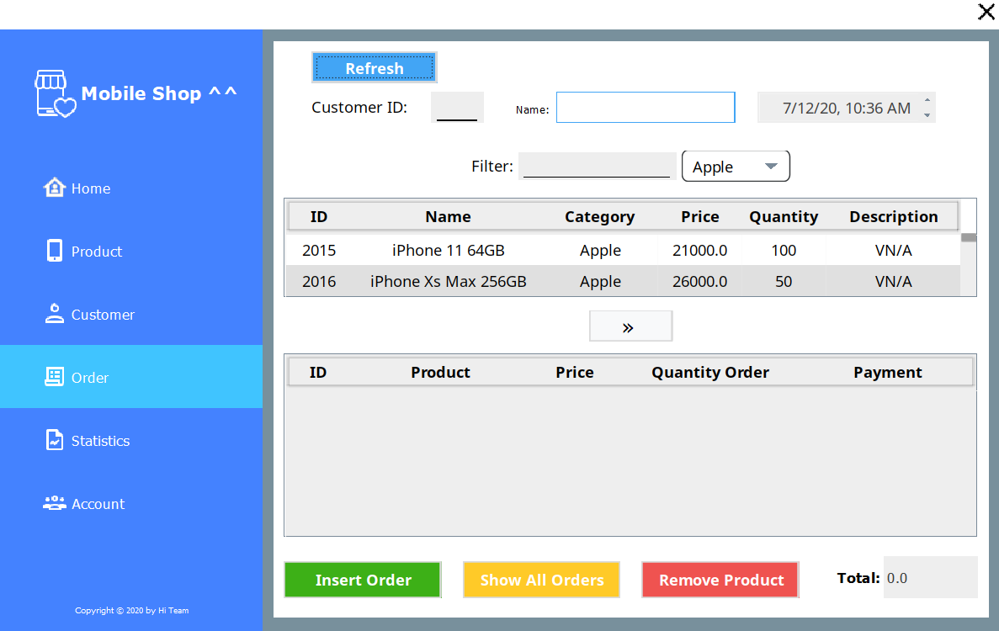 Mobile Shop ^^
Home
Product
Customer
Order
Statistics
Account
Copyright © 2020 by Hi Team
Refresh
Customer ID: Name: 7/12/20, 10:36 AM
Filter: Apple
ID Name Category Price Quantity Description
2015 iPhone 11 64GB Apple 21000.0 100 VN/A
2016 iPhone Xs Max 256GB Apple 26000.0 50 VN/A
»
ID Product Price Quantity Order Payment
Insert Order Show All Orders Remove Product Total: 0.0